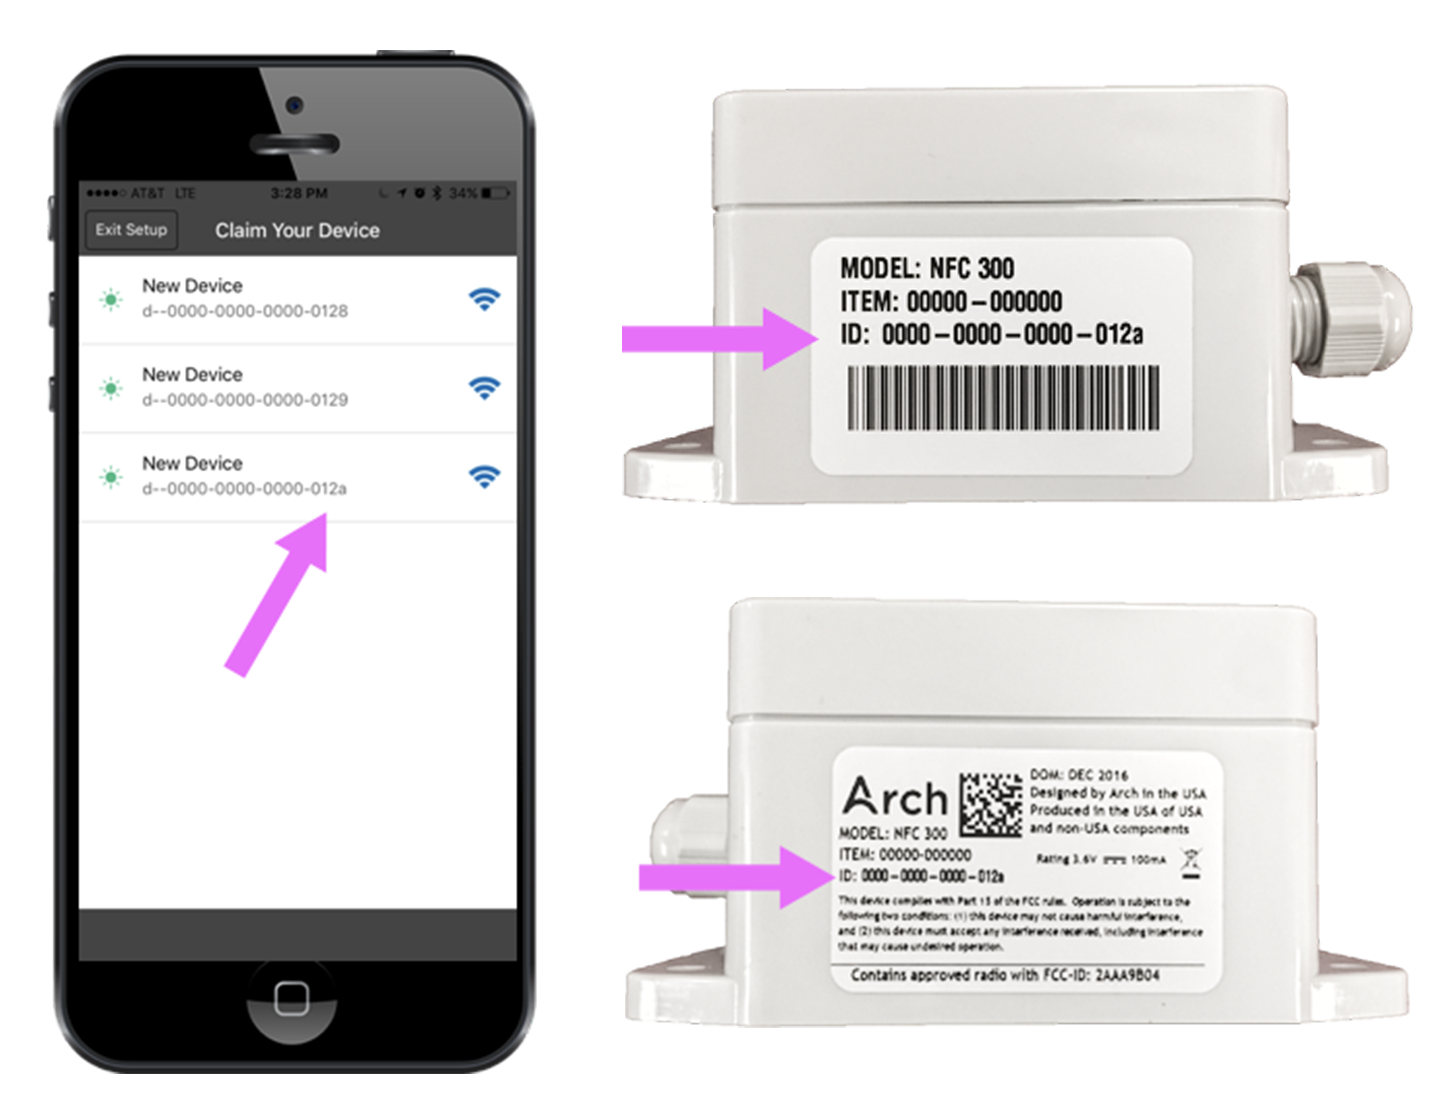 AT&T LTE 3:28 PM 34%
Exit Setup Claim Your Device
New Device
d--0000-0000-0000-0128
New Device
d--0000-0000-0000-0129
New Device
d--0000-0000-0000-012a
MODEL: NFC 300
ITEM: 00000-000000
ID: 0000-0000-0000-012a
Arch
MODEL: NFC 300
ITEM: 00000-000000
ID: 0000-0000-0000-012a
DOM: DEC 2016
Designed by Arch in the USA
Produced in the USA of USA
and non-USA components
Rating 3.6V 100mA
This device complies with Part 15 of the FCC rules. Operation is subject to the
following two conditions: (1) this device may not cause harmful interference,
and (2) this device must accept any interference received, including interference
that may cause undesired operation.
Contains approved radio with FCC-ID: 2AAA9B04